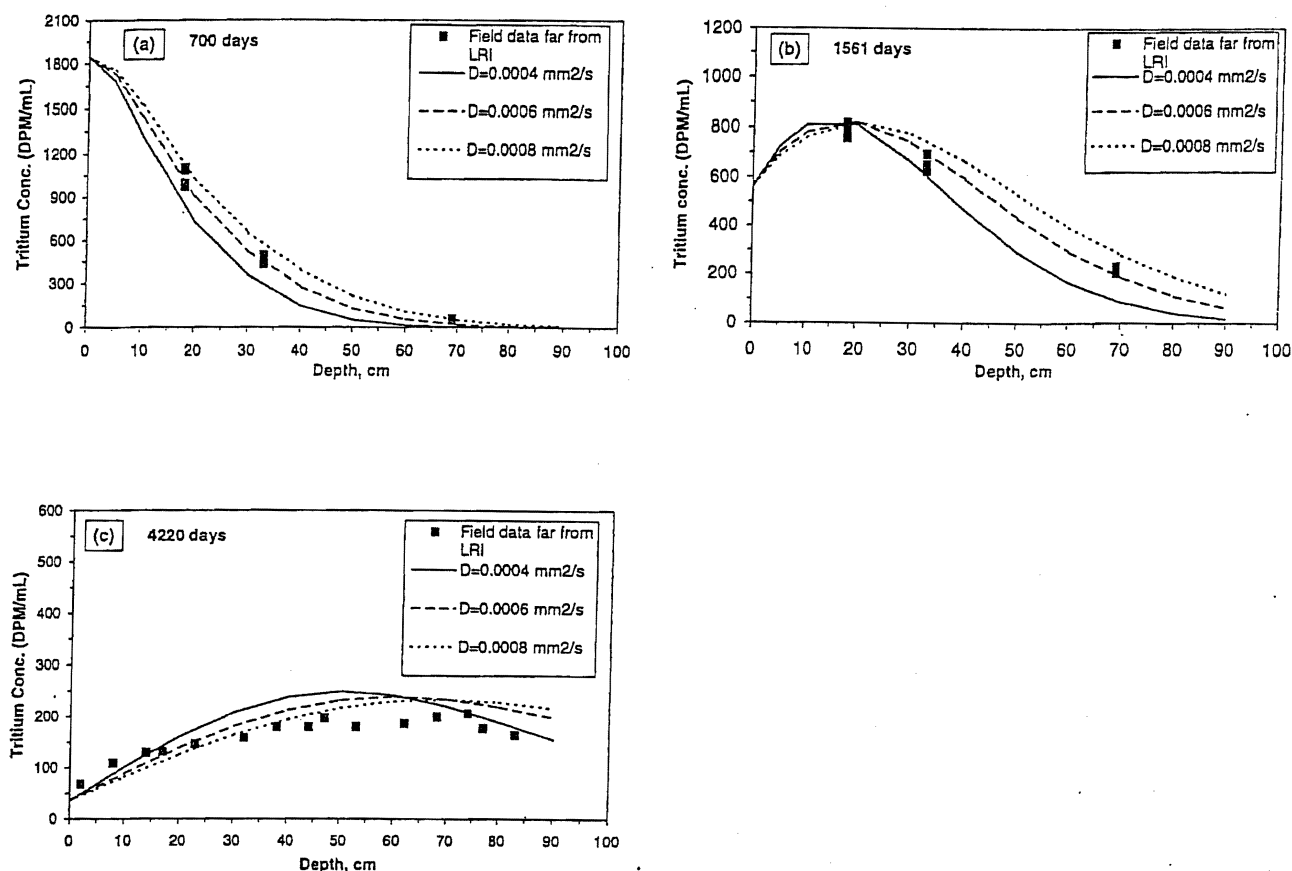 (a) 700 days
Field data far from
LRI
D=0.0004 mm2/s
D=0.0006 mm2/s
D=0.0008 mm2/s
2100
1800
1500
1200
900
600
300
0
Tritium Conc. (DPM/mL)
0 10 20 30 40 50 60 70 80 90 100
Depth, cm
(b) 1561 days
Field data far from
LRI
D=0.0004 mm2/s
D=0.0006 mm2/s
D=0.0008 mm2/s
1200
1000
800
600
400
200
0
Tritium conc. (DPM/mL)
0 10 20 30 40 50 60 70 80 90 100
Depth, cm
(c) 4220 days
Field data far from
LRI
D=0.0004 mm2/s
D=0.0006 mm2/s
D=0.0008 mm2/s
600
500
400
300
200
100
0
Tritium Conc. (DPM/mL)
0 10 20 30 40 50 60 70 80 90 100
Depth, cm